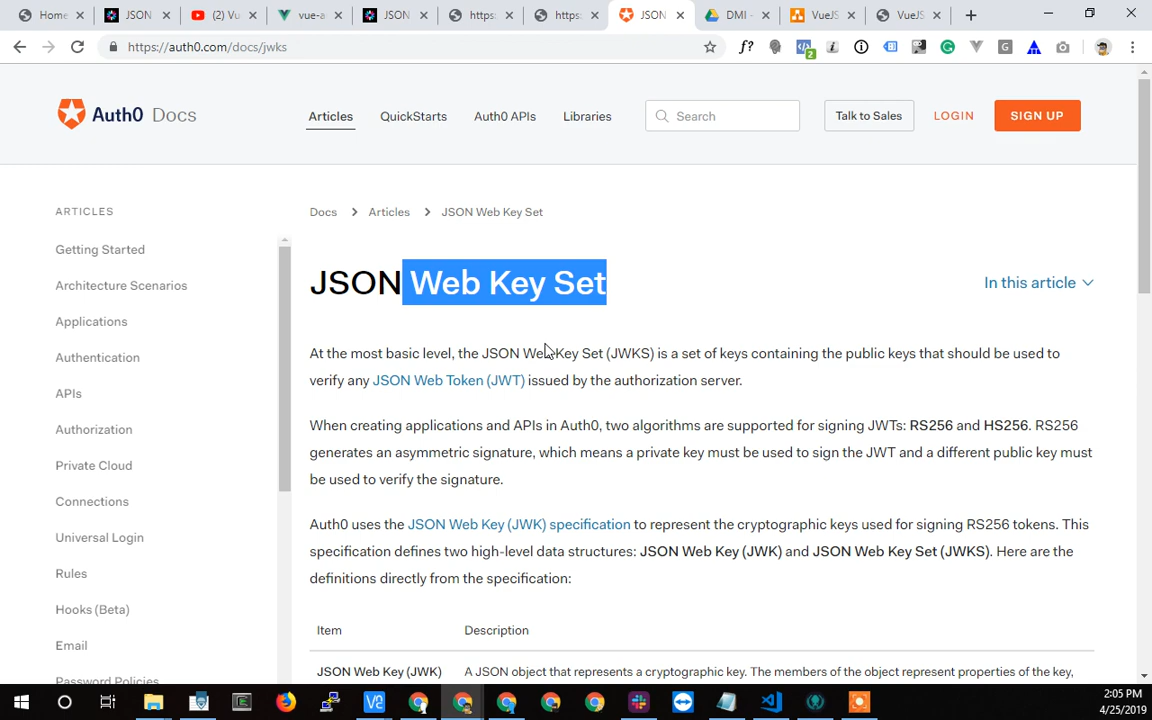 Home
JSON
(2) Vu
vue-a
JSON
https:
https:
JSON
DMI -
VueJS
VueJS
https://auth0.com/docs/jwks
f?
2
Auth0 Docs
Articles
QuickStarts
Auth0 APIs
Libraries
Search
Talk to Sales
LOGIN
SIGN UP
ARTICLES
Getting Started
Architecture Scenarios
Applications
Authentication
APIs
Authorization
Private Cloud
Connections
Universal Login
Rules
Hooks (Beta)
Email
Password Policies
Docs > Articles > JSON Web Key Set
JSON Web Key Set
In this article
At the most basic level, the JSON Web Key Set (JWKS) is a set of keys containing the public keys that should be used to
verify any JSON Web Token (JWT) issued by the authorization server.
When creating applications and APIs in Auth0, two algorithms are supported for signing JWTs: RS256 and HS256. RS256
generates an asymmetric signature, which means a private key must be used to sign the JWT and a different public key must
be used to verify the signature.
Auth0 uses the JSON Web Key (JWK) specification to represent the cryptographic keys used for signing RS256 tokens. This
specification defines two high-level data structures: JSON Web Key (JWK) and JSON Web Key Set (JWKS). Here are the
definitions directly from the specification:
Item Description
JSON Web Key (JWK) A JSON object that represents a cryptographic key. The members of the object represent properties of the key,
2:05 PM
4/25/2019